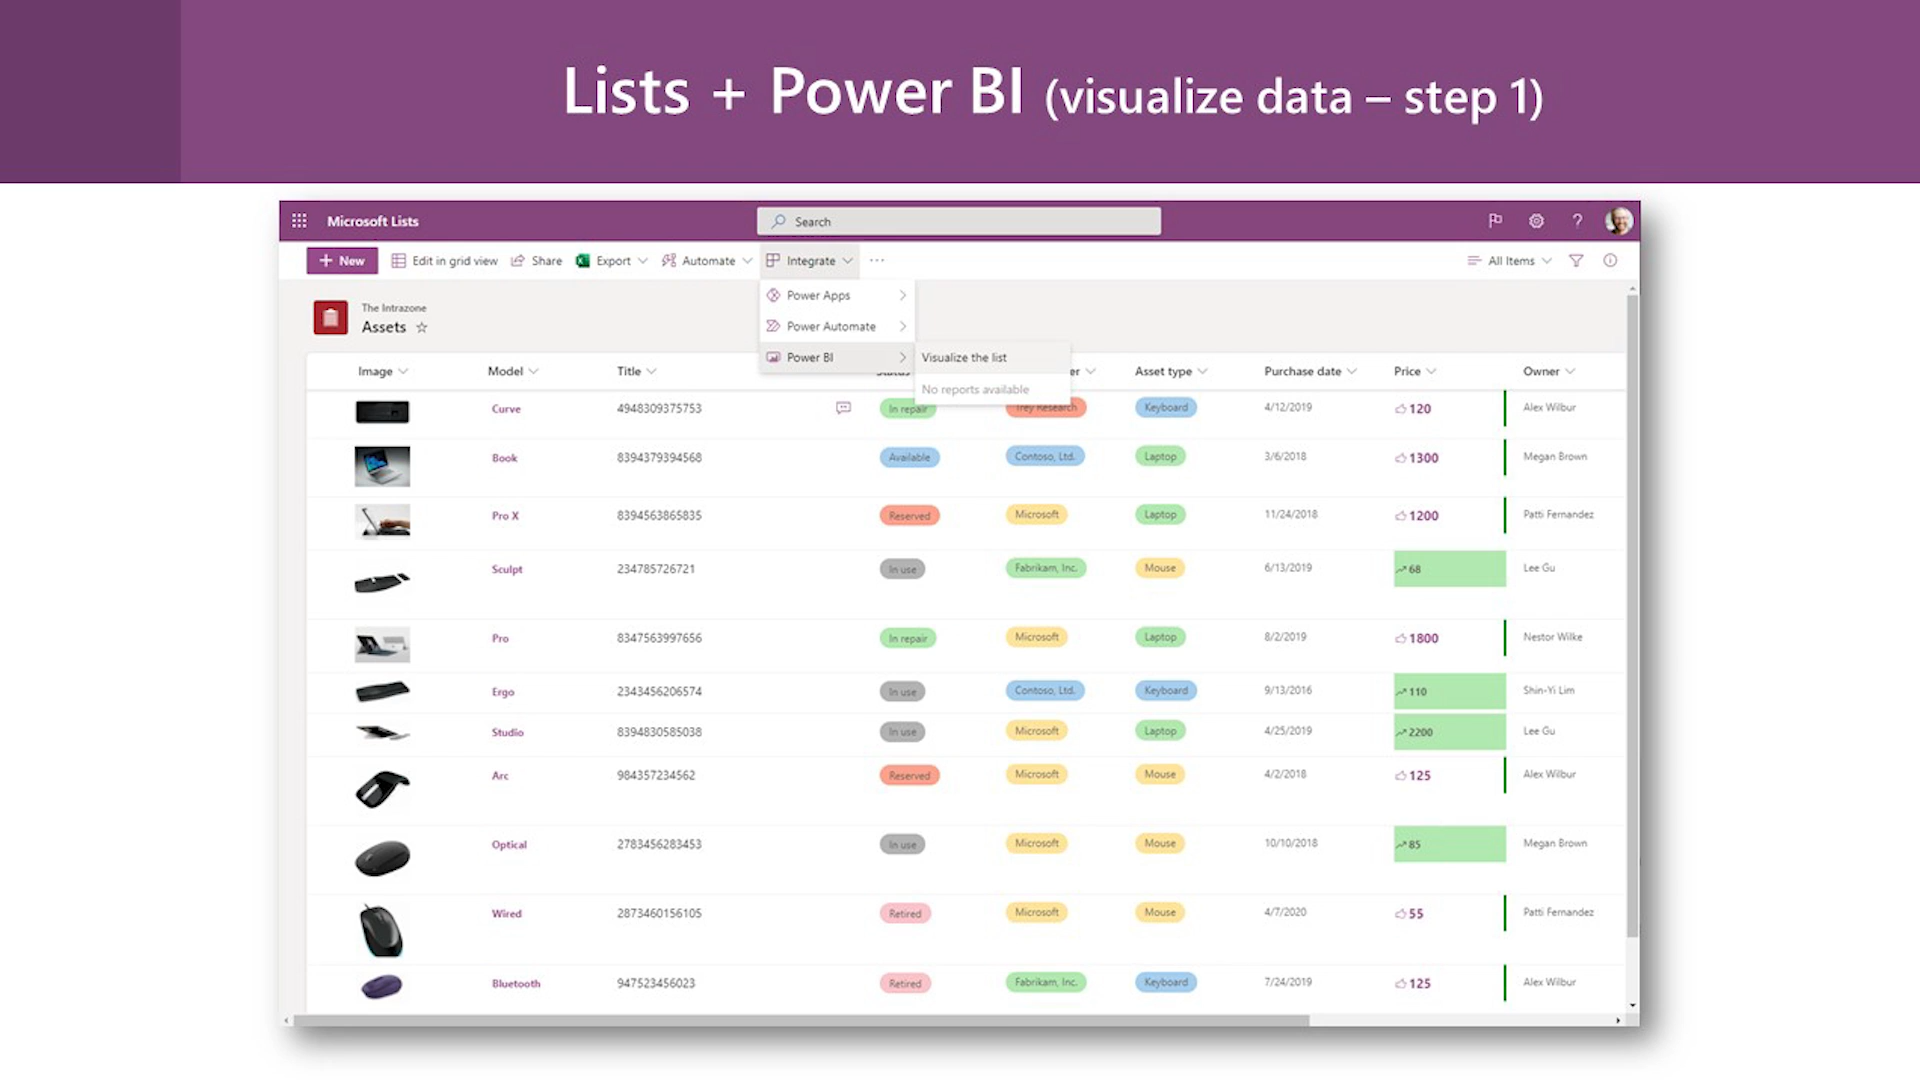 Lists + Power BI (visualize data – step 1)
Microsoft Lists
Search
?
+ New
Edit in grid view
Share
Export
Automate
Integrate
...
All Items
Power Apps
Power Automate
Power BI
Visualize the list
No reports available
The Intrazone
Assets
Image Model Title Status er Asset type Purchase date Price Owner
Curve 4948309375753 In repair Trey Research Keyboard 4/12/2019 120 Alex Wilbur
Book 8394379394568 Available Contoso, Ltd. Laptop 3/6/2018 1300 Megan Brown
Pro X 8394563865835 Reserved Microsoft Laptop 11/24/2018 1200 Patti Fernandez
Sculpt 234785726721 In use Fabrikam, Inc. Mouse 6/13/2019 68 Lee Gu
Pro 8347563997656 In repair Microsoft Laptop 8/2/2019 1800 Nestor Wilke
Ergo 2343456206574 In use Contoso, Ltd. Keyboard 9/13/2016 110 Shin-Yi Lim
Studio 8394830585038 In use Microsoft Laptop 4/25/2019 2200 Lee Gu
Arc 984357234562 Reserved Microsoft Mouse 4/2/2018 125 Alex Wilbur
Optical 2783456283453 In use Microsoft Mouse 10/10/2018 85 Megan Brown
Wired 2873460156105 Retired Microsoft Mouse 4/7/2020 55 Patti Fernandez
Bluetooth 947523456023 Retired Fabrikam, Inc. Keyboard 7/24/2019 125 Alex Wilbur